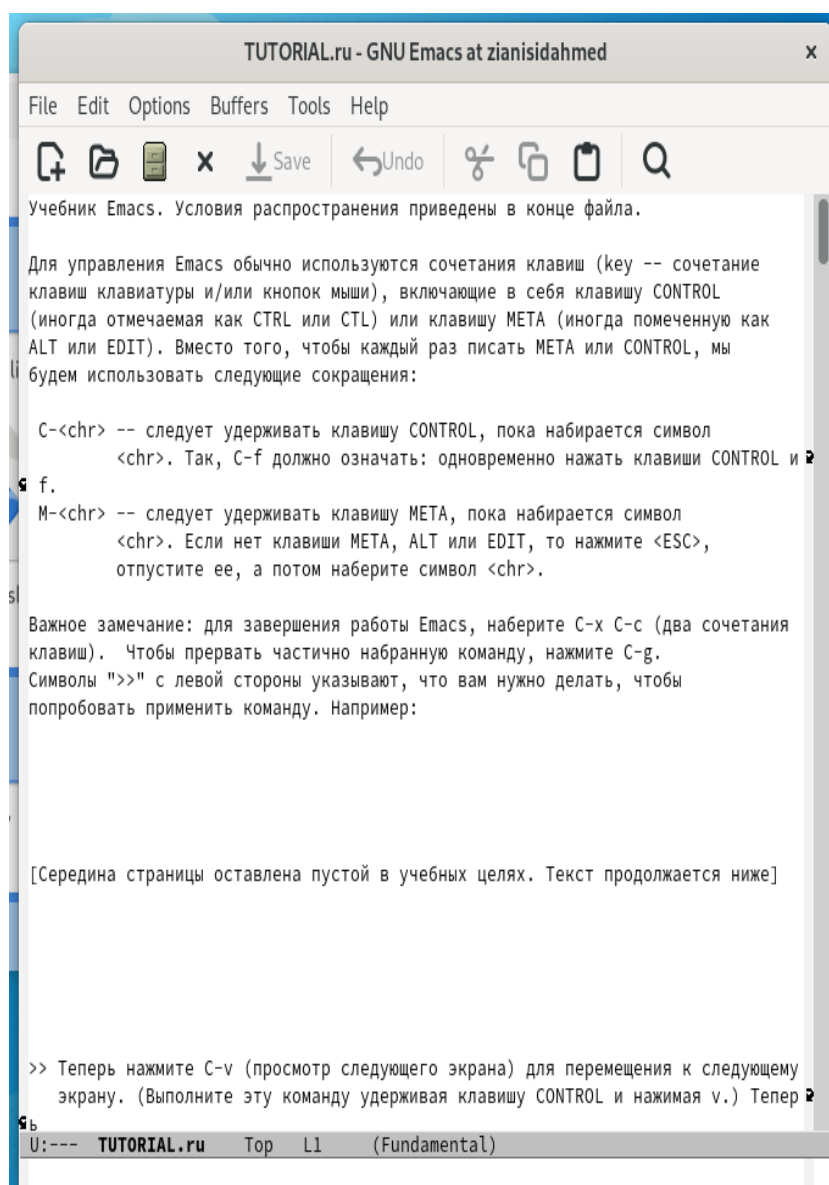 TUTORIAL.ru - GNU Emacs at zianisidahmed x
File Edit Options Buffers Tools Help
Save Undo
Учебник Emacs. Условия распространения приведены в конце файла.
Для управления Emacs обычно используются сочетания клавиш (key -- сочетание
клавиш клавиатуры и/или кнопок мыши), включающие в себя клавишу CONTROL
(иногда отмечаемая как CTRL или CTL) или клавишу META (иногда помеченную как
ALT или EDIT). Вместо того, чтобы каждый раз писать META или CONTROL, мы
будем использовать следующие сокращения:
C-<chr> -- следует удерживать клавишу CONTROL, пока набирается символ
<chr>. Так, C-f должно означать: одновременно нажать клавиши CONTROL и
f.
M-<chr> -- следует удерживать клавишу META, пока набирается символ
<chr>. Если нет клавиши META, ALT или EDIT, то нажмите <ESC>,
отпустите ее, а потом наберите символ <chr>.
Важное замечание: для завершения работы Emacs, наберите C-x C-c (два сочетания
клавиш).  Чтобы прервать частично набранную команду, нажмите C-g.
Символы ">>" с левой стороны указывают, что вам нужно делать, чтобы
попробовать применить команду. Например:
[Середина страницы оставлена пустой в учебных целях. Текст продолжается ниже]
>> Теперь нажмите C-v (просмотр следующего экрана) для перемещения к следующему
экрану. (Выполните эту команду удерживая клавишу CONTROL и нажимая v.) Тепер
ь
U:--- TUTORIAL.ru Top L1 (Fundamental)